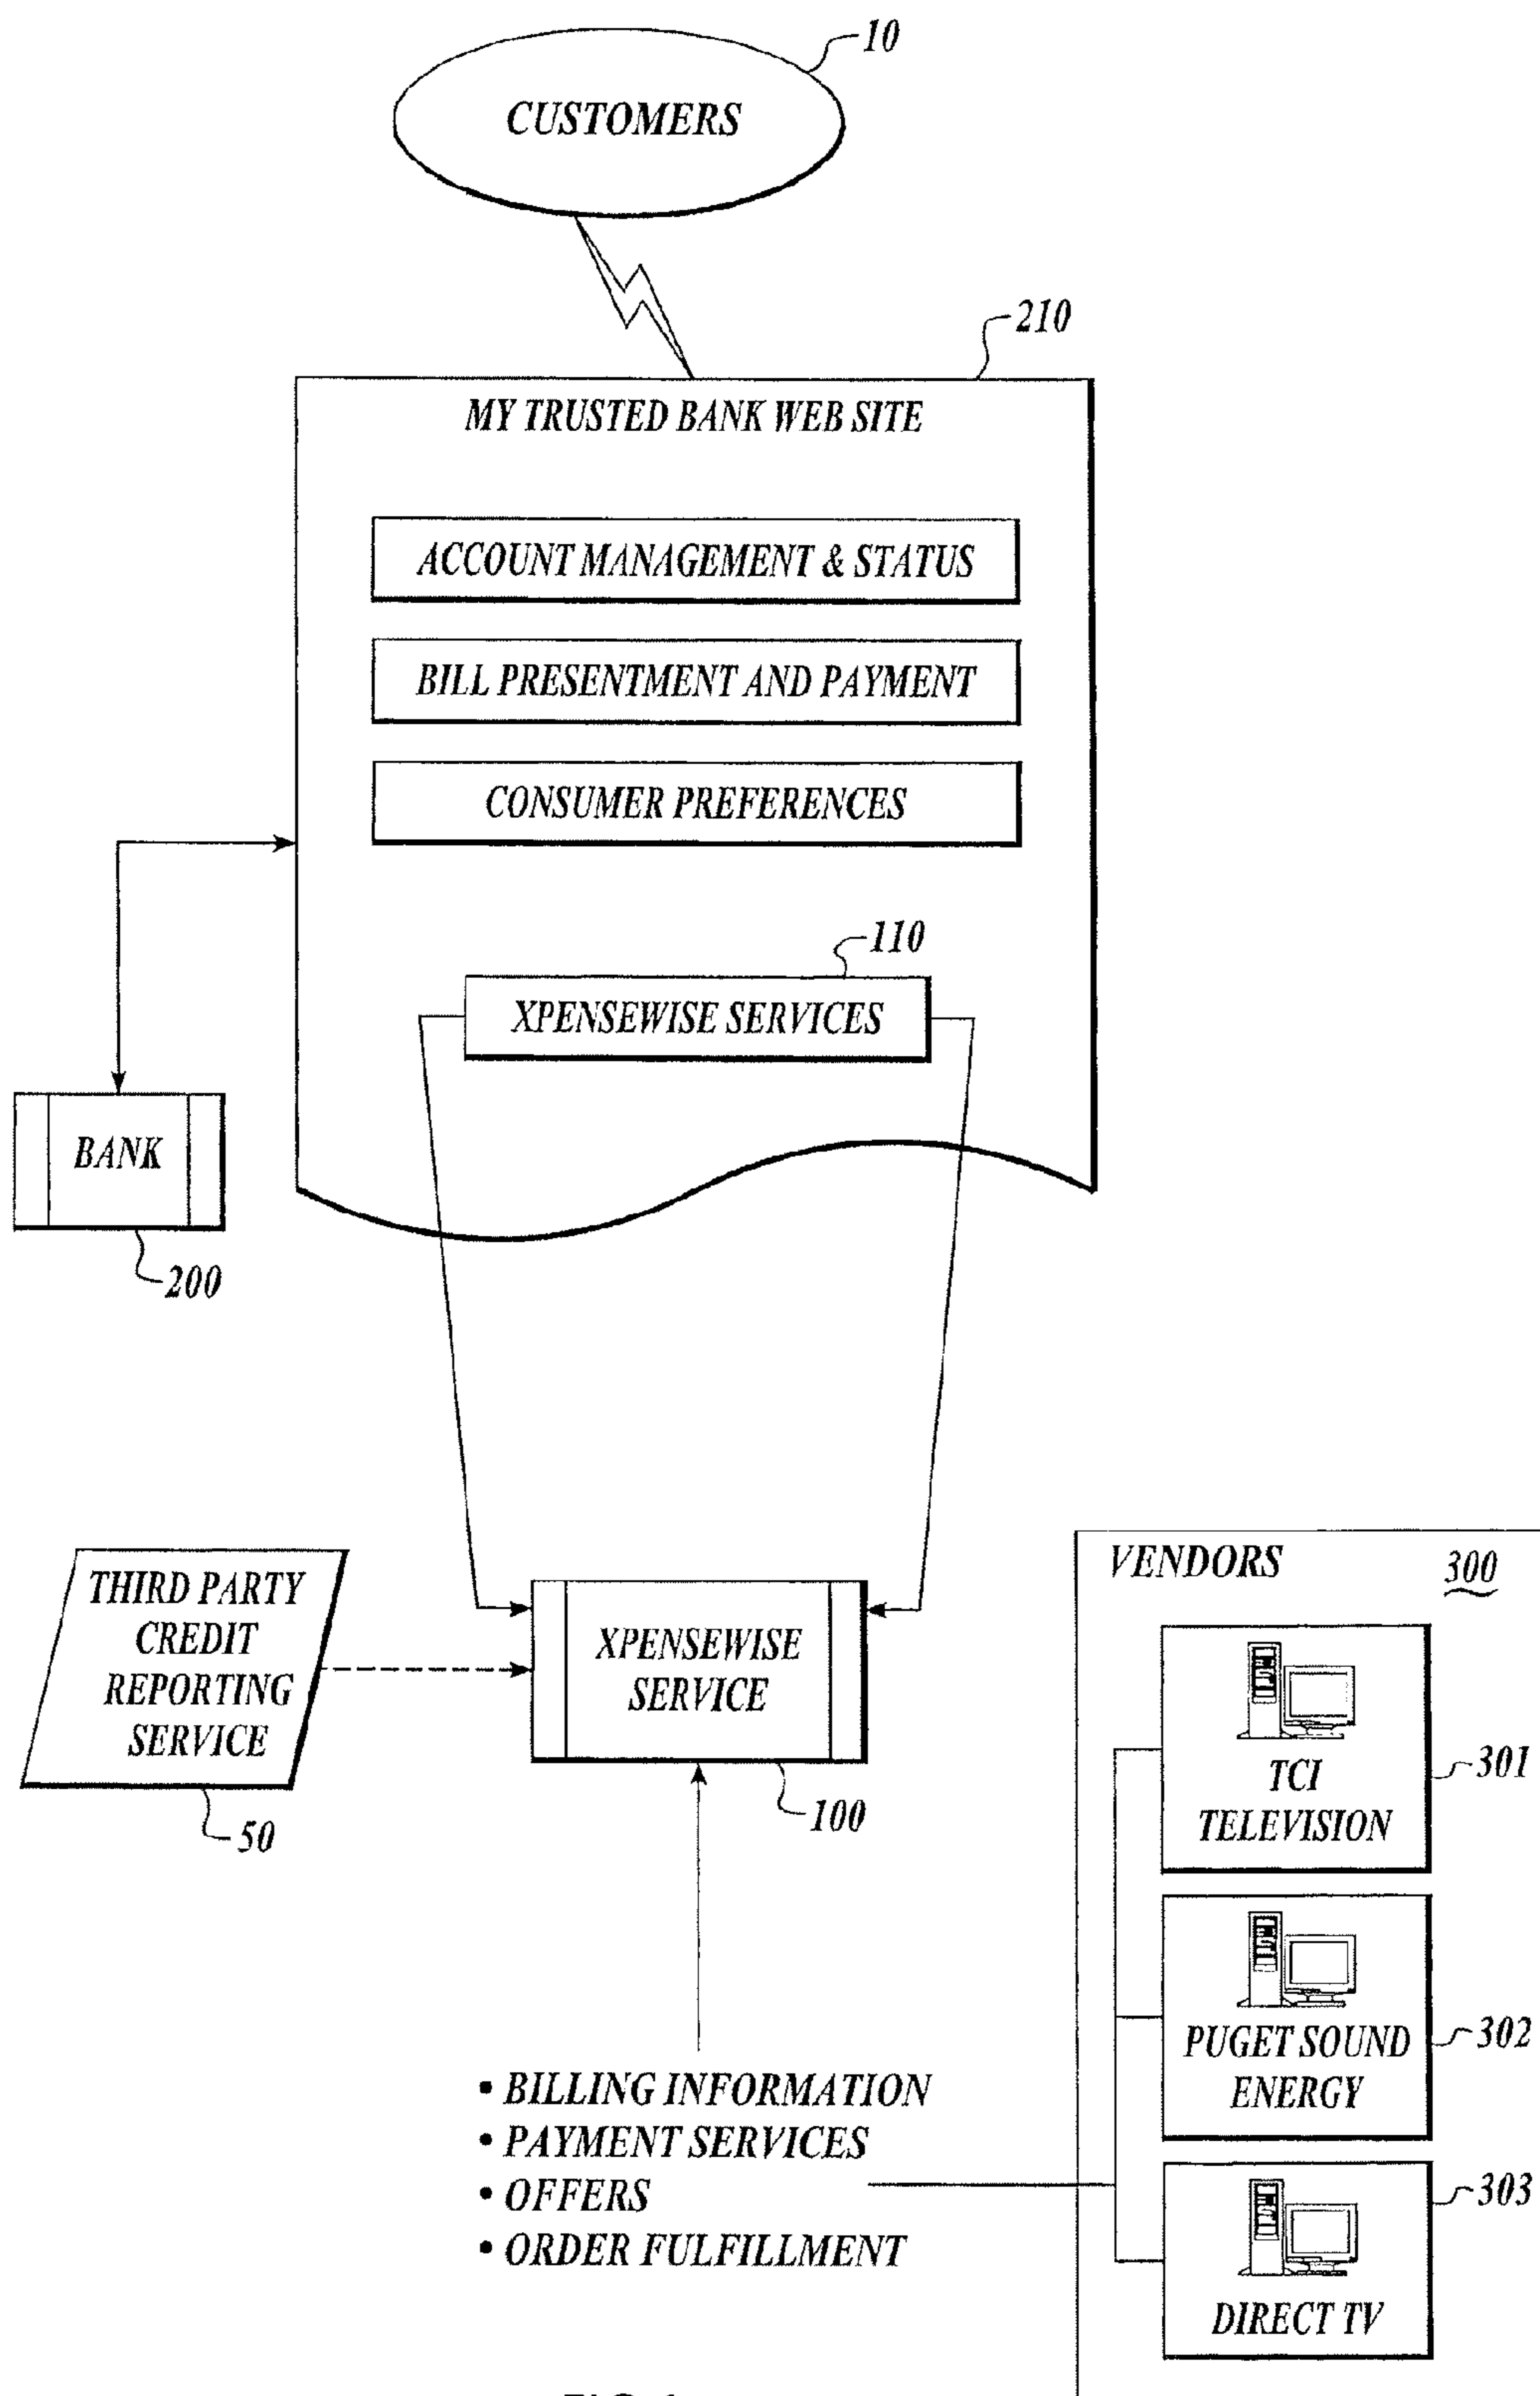 10
CUSTOMERS
210
MY TRUSTED BANK WEB SITE
ACCOUNT MANAGEMENT & STATUS
BILL PRESENTMENT AND PAYMENT
CONSUMER PREFERENCES
110
XPENSEWISE SERVICES
BANK
200
THIRD PARTY
CREDIT
REPORTING
SERVICE
50
XPENSEWISE
SERVICE
100
VENDORS
300
TCI
TELEVISION
301
PUGET SOUND
ENERGY
302
DIRECT TV
303
• BILLING INFORMATION
• PAYMENT SERVICES
• OFFERS
• ORDER FULFILLMENT